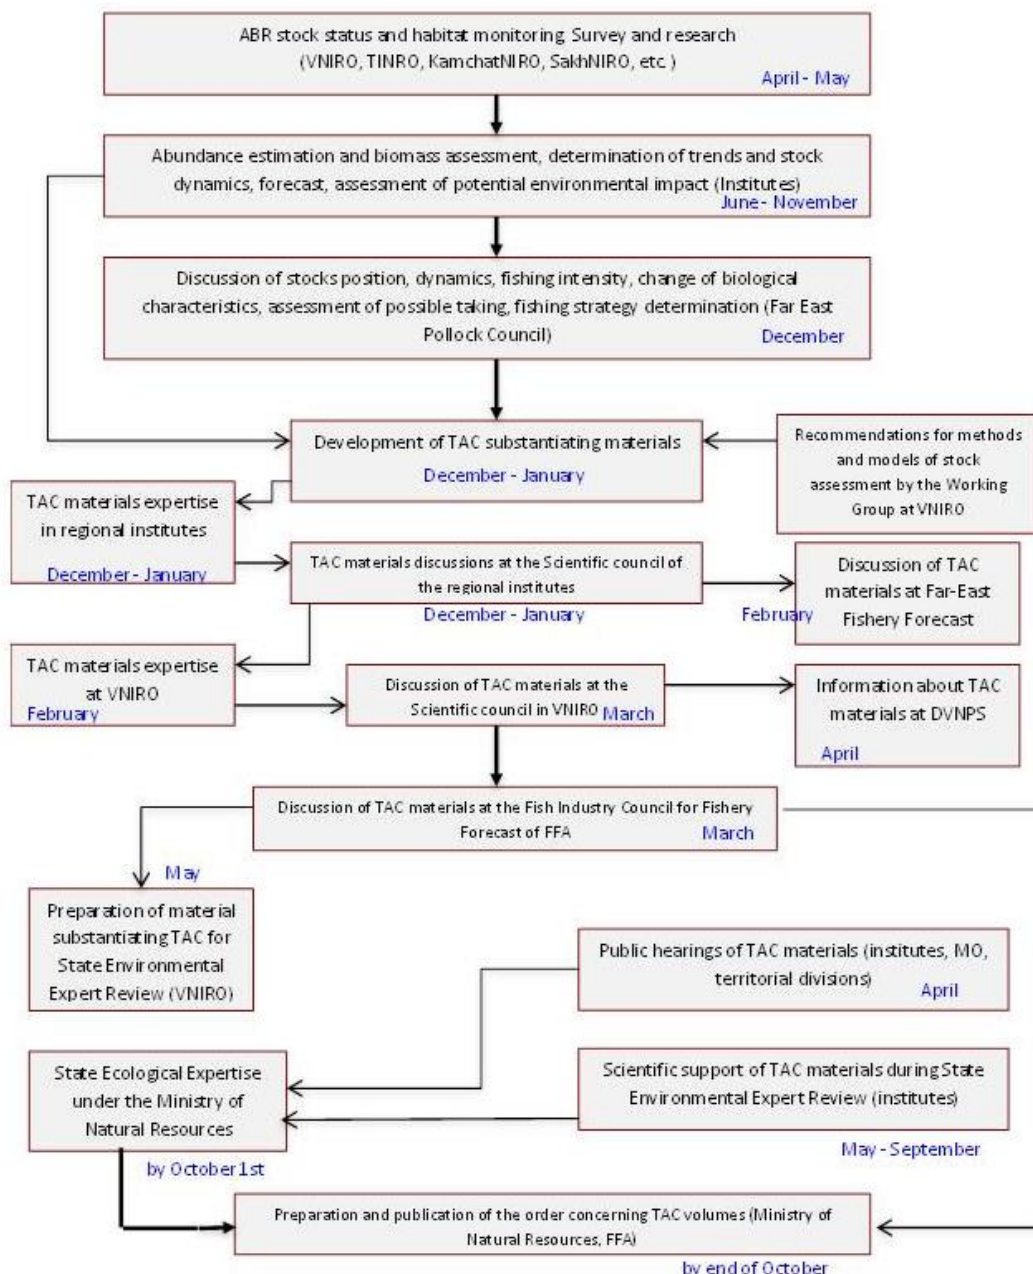 ABR stock status and habitat monitoring. Survey and research
(VNIRO, TINRO, KamchatNIRO, SakhNIRO, etc. )
April - May
Abundance estimation and biomass assessment, determination of trends and stock
dynamics, forecast, assessment of potential environmental impact (Institutes)
June - November
Discussion of stocks position, dynamics, fishing intensity, change of biological
characteristics, assessment of possible taking, fishing strategy determination (Far East
Pollock Council)
December
Development of TAC substantiating materials
December - January
Recommendations for methods
and models of stock
assessment by the Working
Group at VNIRO
TAC materials expertise
in regional institutes
December - January
TAC materials discussions at the Scientific council of
the regional institutes
December - January
February
Discussion of TAC
materials at Far-East
Fishery Forecast
TAC materials expertise
at VNIRO
February
Discussion of TAC materials at the
Scientific council in VNIRO
March
Information about TAC
materials at DVNPS
April
Discussion of TAC materials at the Fish Industry Council for Fishery
Forecast of FFA
March
May
Preparation of material
substantiating TAC for
State Environmental
Expert Review (VNIRO)
Public hearings of TAC materials (institutes, MO,
territorial divisions)
April
State Ecological Expertise
under the Ministry of
Natural Resources
by October 1st
Scientific support of TAC materials during State
Environmental Expert Review (institutes)
May - September
Preparation and publication of the order concerning TAC volumes (Ministry of
Natural Resources, FFA)
by end of October